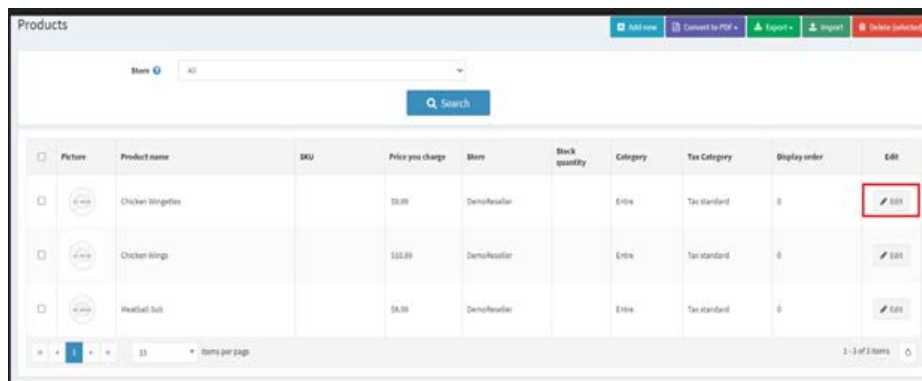 Products
Add new Convert to PDF Export Import Delete (selected)
Store All
Search
Picture Product name SKU Price you charge Store Stock quantity Category Tax Category Display order Edit
Chicken Wingettes $9.99 DemoReseller Entre Tax standard 0 Edit
Chicken Wings $10.99 DemoReseller Entre Tax standard 0 Edit
Meatball Sub DemoReseller Entre Tax standard 0 Edit
1 15 items per page 1 - 3 of 3 items